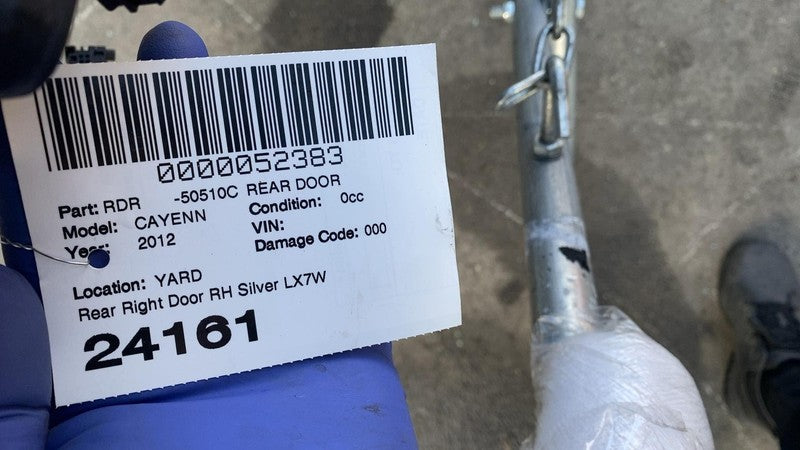 0000052383
Part: RDR -50510C REAR DOOR
Model: CAYENN Condition: 0cc
Year: 2012 VIN:
Damage Code: 000
Location: YARD
Rear Right Door RH Silver LX7W
24161